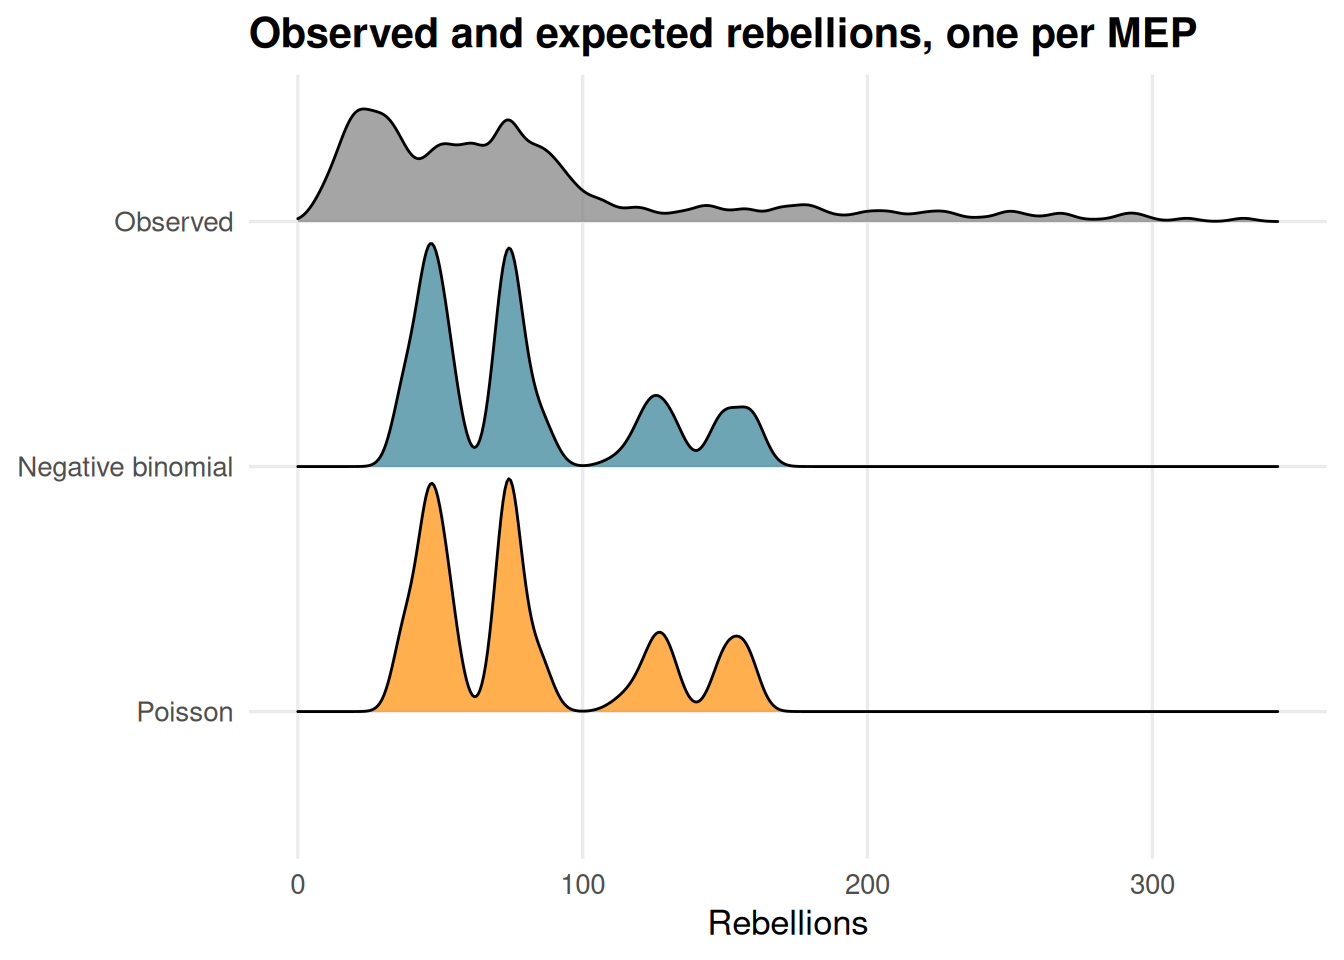 Observed and expected rebellions, one per MEP
Observed
Negative binomial
Poisson
0 100 200 300
Rebellions